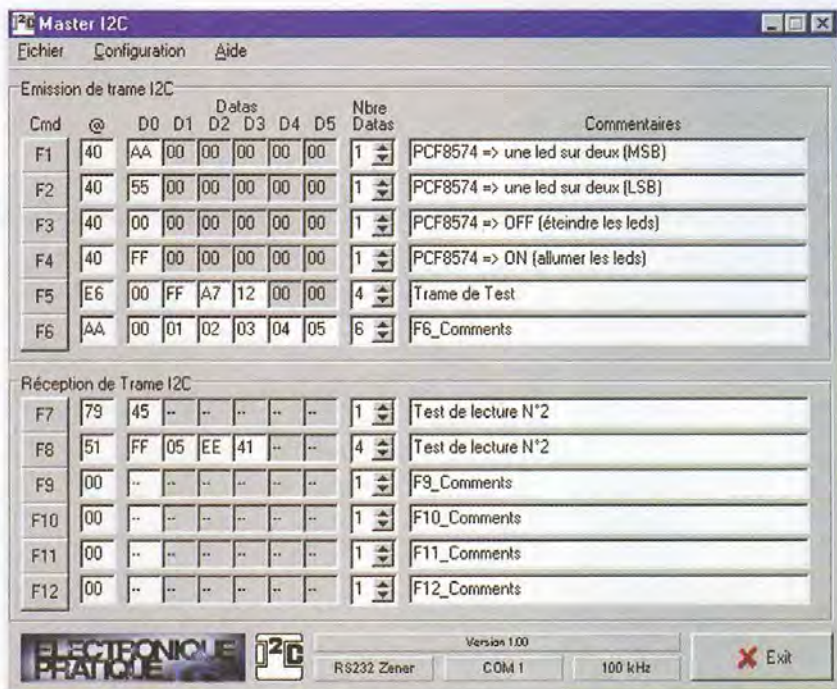 I²C Master I2C
Fichier Configuration Aide
Emission de trame I2C
Datas Nbre
Cmd @ D0 D1 D2 D3 D4 D5 Datas Commentaires
F1 40 AA 00 00 00 00 00 1 PCF8574 => une led sur deux (MSB)
F2 40 55 00 00 00 00 00 1 PCF8574 => une led sur deux (LSB)
F3 40 00 00 00 00 00 00 1 PCF8574 => OFF (éteindre les leds)
F4 40 FF 00 00 00 00 00 1 PCF8574 => ON (allumer les leds)
F5 E6 00 FF A7 12 00 00 4 Trame de Test
F6 AA 00 01 02 03 04 05 6 F6_Comments
Réception de Trame I2C
F7 79 45 -- -- -- -- -- 1 Test de lecture N°2
F8 51 FF 05 EE 41 -- -- 4 Test de lecture N°2
F9 00 -- -- -- -- -- -- 1 F9_Comments
F10 00 -- -- -- -- -- -- 1 F10_Comments
F11 00 -- -- -- -- -- -- 1 F11_Comments
F12 00 -- -- -- -- -- -- 1 F12_Comments
ELECTRONIQUE
PRATIQUE
I²C
Version 1.00
RS232 Zener COM 1 100 kHz
Exit